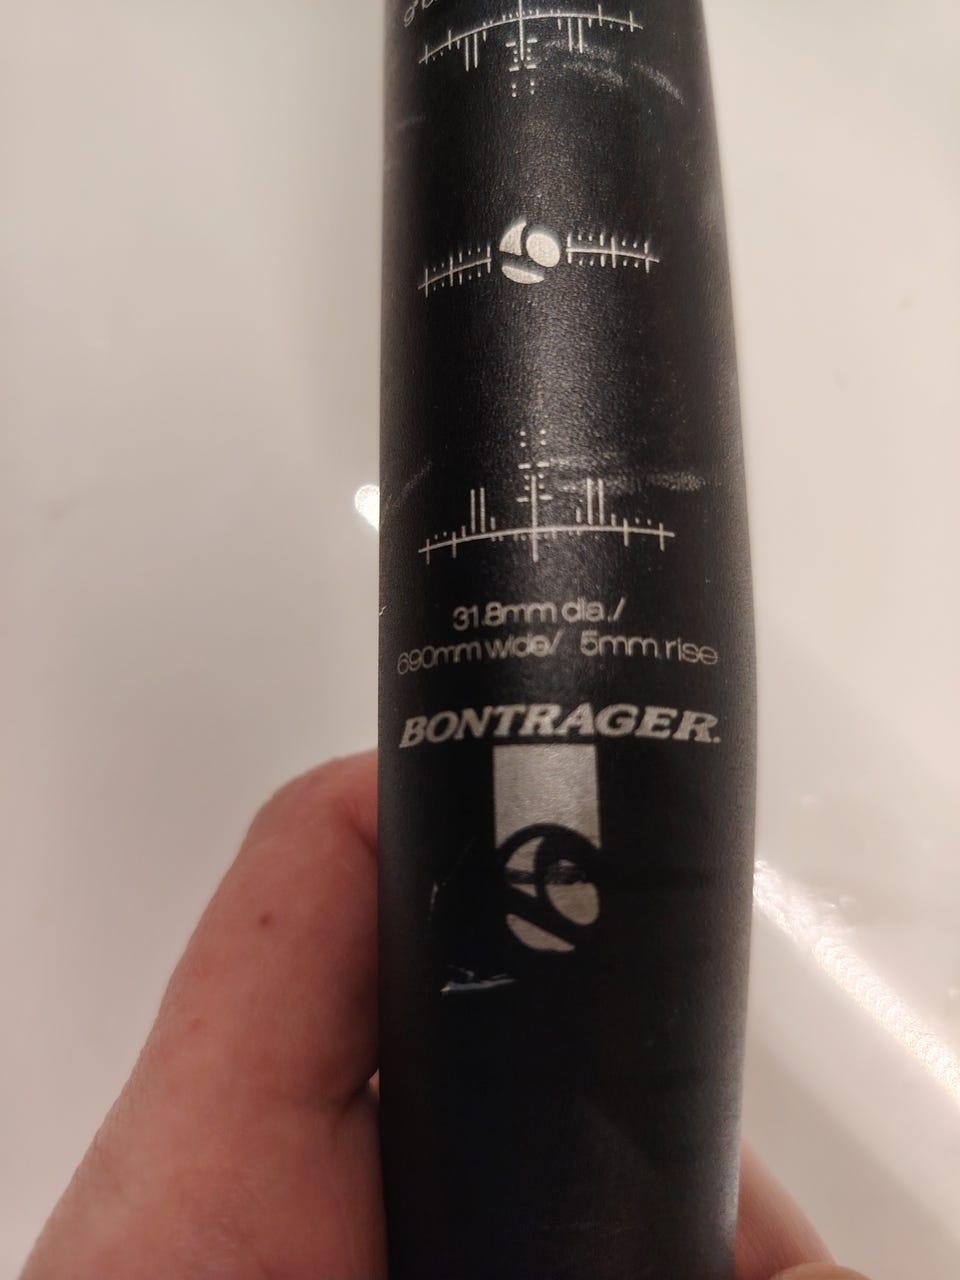 31.8mm dia./
690mm wide/ 5mm rise
BONTRAGER.